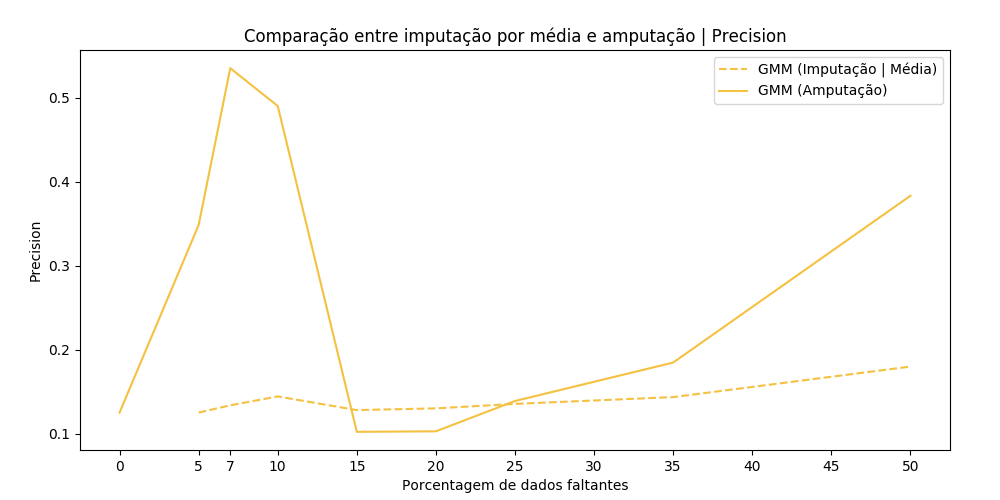 Comparação entre imputação por média e amputação | Precision
GMM (Imputação | Média)
GMM (Amputação)
Precision
0.5
0.4
0.3
0.2
0.1
0 5 7 10 15 20 25 30 35 40 45 50
Porcentagem de dados faltantes